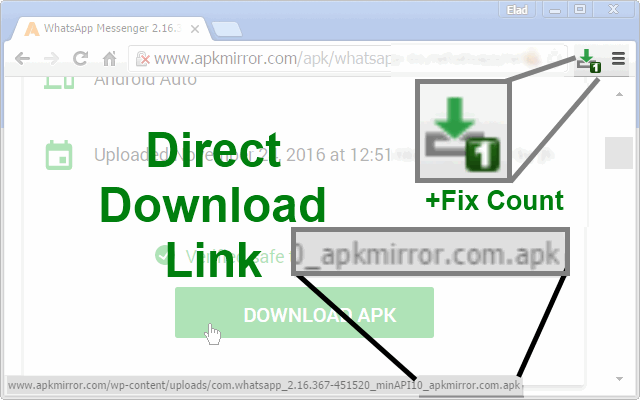 Elad
WhatsApp Messenger 2.16.3
www.apkmirror.com/apk/whatsapp
1
Android Auto
1
Direct
Uploaded November 2, 2016 at 12:51
Download
+Fix Count
Link
0_apkmirror.com.apk
Verified safe t
DOWNLOAD APK
www.apkmirror.com/wp-content/uploads/com.whatsapp_2.16.367-451520_minAPI10_apkmirror.com.apk